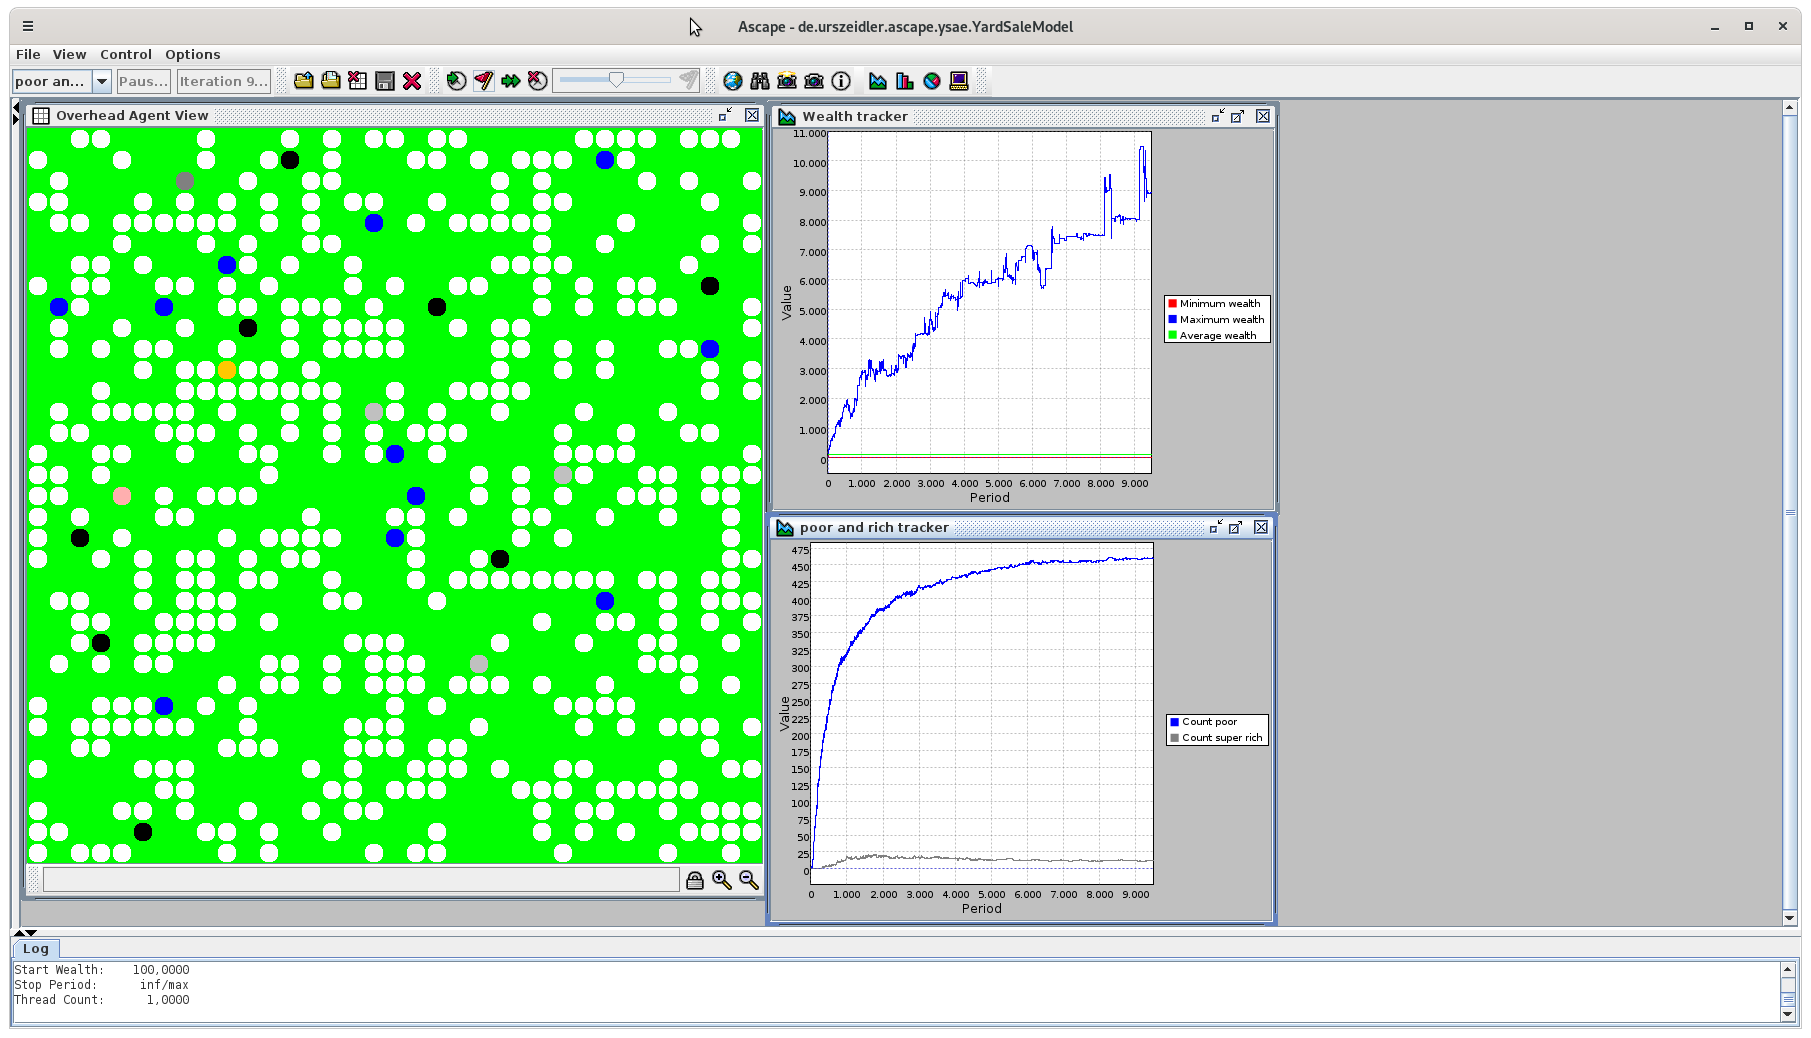 Ascape - de.urszeidler.ascape.ysae.YardSaleModel
File View Control Options
poor an... Paus... Iteration 9...
Overhead Agent View
Wealth tracker
11.000
10.000
9.000
8.000
7.000
6.000
5.000
4.000
3.000
2.000
1.000
0
Value
0 1.000 2.000 3.000 4.000 5.000 6.000 7.000 8.000 9.000
Period
Minimum wealth
Maximum wealth
Average wealth
poor and rich tracker
475
450
425
400
375
350
325
300
275
250
225
200
175
150
125
100
75
50
25
0
Value
0 1.000 2.000 3.000 4.000 5.000 6.000 7.000 8.000 9.000
Period
Count poor
Count super rich
Log
Start Wealth: 100,0000
Stop Period: inf/max
Thread Count: 1,0000